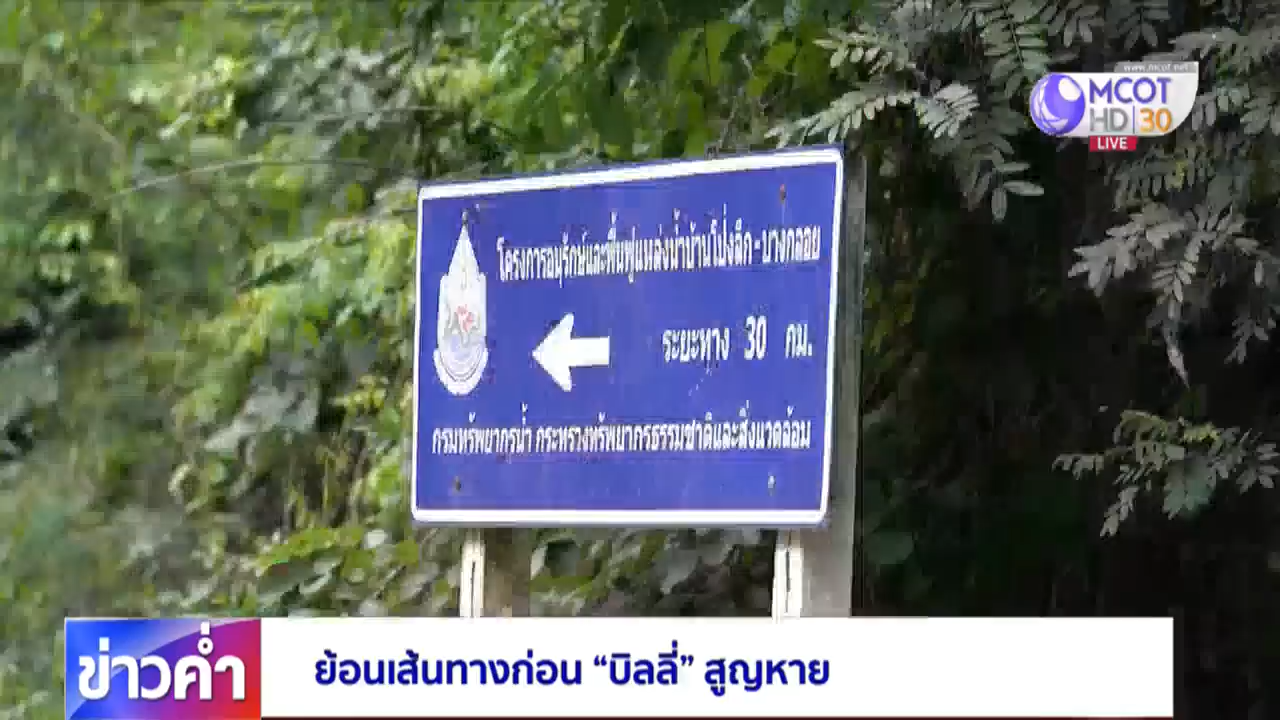 www.mcot.net
MCOT
HD 30
LIVE
โครงการอนุรักษ์และฟื้นฟูแหล่งน้ำบ้านโป่งลึก-บางกลอย
ระยะทาง 30 กม.
กรมทรัพยากรน้ำ กระทรวงทรัพยากรธรรมชาติและสิ่งแวดล้อม
ข่าวค่ำ
ย้อนเส้นทางก่อน “บิลลี่” สูญหาย